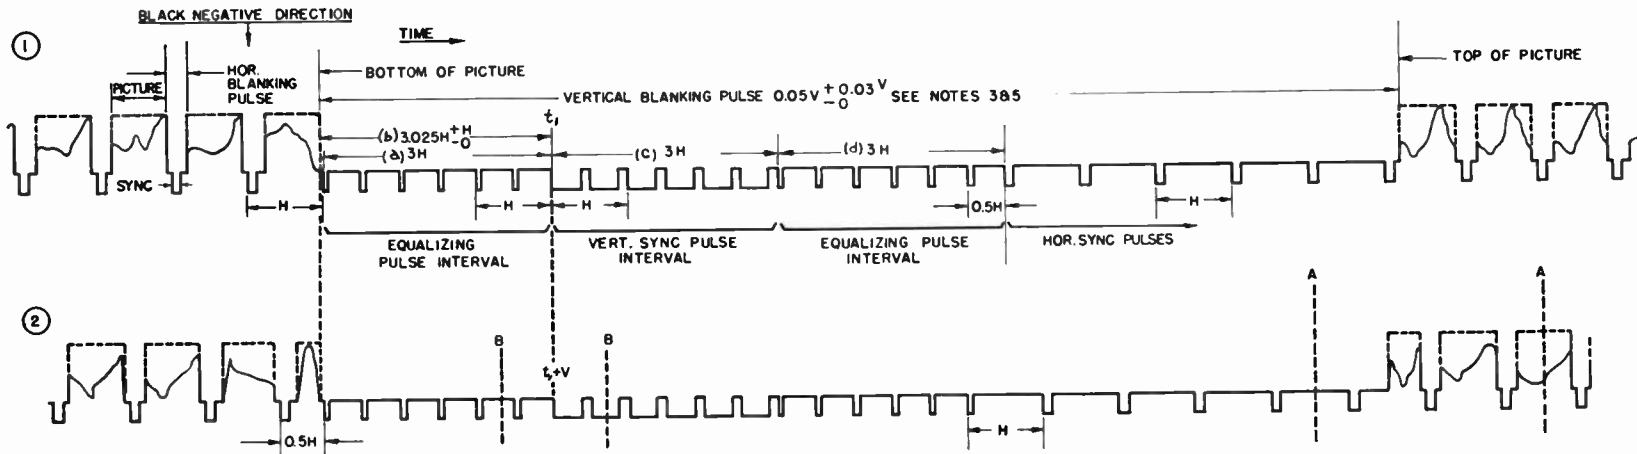 BLACK NEGATIVE DIRECTION
1
TIME
HOR.
BLANKING
PULSE
PICTURE
BOTTOM OF PICTURE
TOP OF PICTURE
VERTICAL BLANKING PULSE 0.05V +0.03V -0 SEE NOTES 3&5
t₁
(b) 3.025H +H -0
(a) 3H
(c) 3H
(d) 3H
SYNC
H
H
H
0.5H
H
EQUALIZING
PULSE INTERVAL
VERT. SYNC PULSE
INTERVAL
EQUALIZING PULSE
INTERVAL
HOR. SYNC PULSES
A
A
2
B
B
t₁+V
0.5H
H